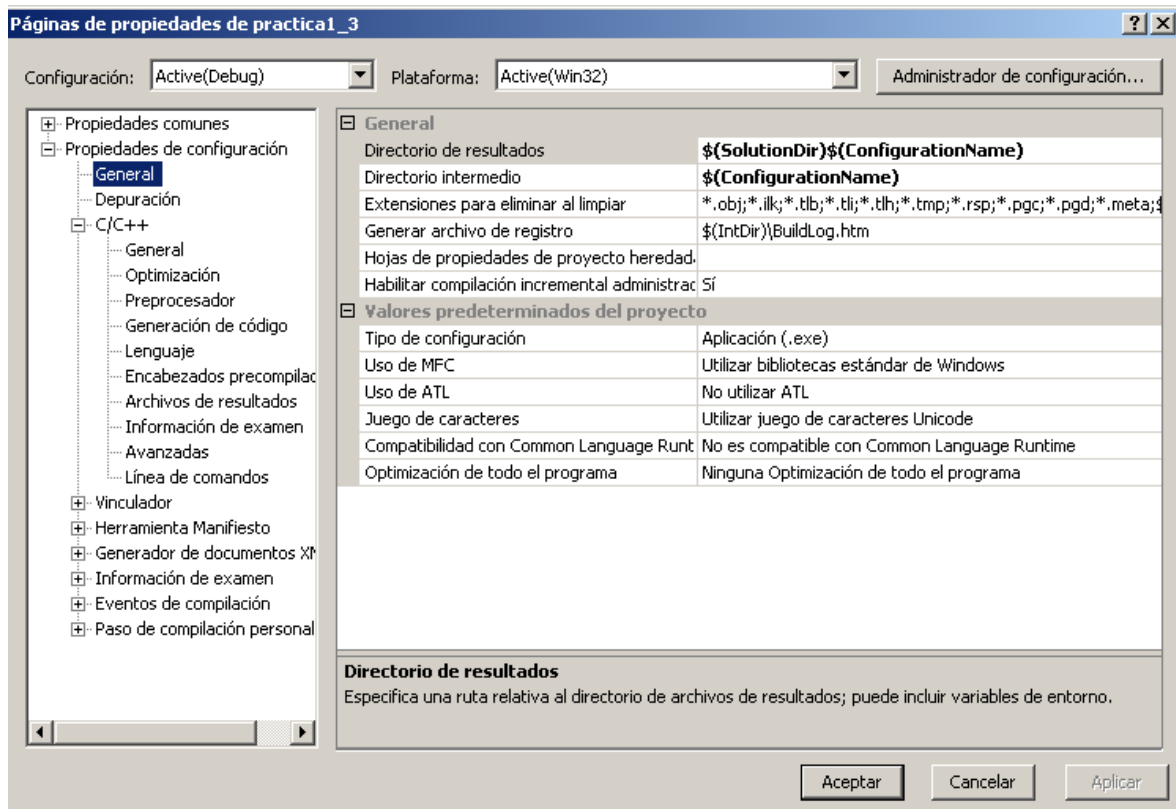 Páginas de propiedades de practica1_3
Configuración: Active(Debug) Plataforma: Active(Win32) Administrador de configuración...
Propiedades comunes
Propiedades de configuración
General
Depuración
C/C++
General
Optimización
Preprocesador
Generación de código
Lenguaje
Encabezados precompilac
Archivos de resultados
Información de examen
Avanzadas
Línea de comandos
Vinculador
Herramienta Manifiesto
Generador de documentos XM
Información de examen
Eventos de compilación
Paso de compilación personal
General
Directorio de resultados $(SolutionDir)$(ConfigurationName)
Directorio intermedio $(ConfigurationName)
Extensiones para eliminar al limpiar *.obj;*.ilk;*.tlb;*.tli;*.tlh;*.tmp;*.rsp;*.pgc;*.pgd;*.meta;$
Generar archivo de registro $(IntDir)\BuildLog.htm
Hojas de propiedades de proyecto heredad
Habilitar compilación incremental administrac Sí
Valores predeterminados del proyecto
Tipo de configuración Aplicación (.exe)
Uso de MFC Utilizar bibliotecas estándar de Windows
Uso de ATL No utilizar ATL
Juego de caracteres Utilizar juego de caracteres Unicode
Compatibilidad con Common Language Runt No es compatible con Common Language Runtime
Optimización de todo el programa Ninguna Optimización de todo el programa
Directorio de resultados
Especifica una ruta relativa al directorio de archivos de resultados; puede incluir variables de entorno.
Aceptar Cancelar Aplicar